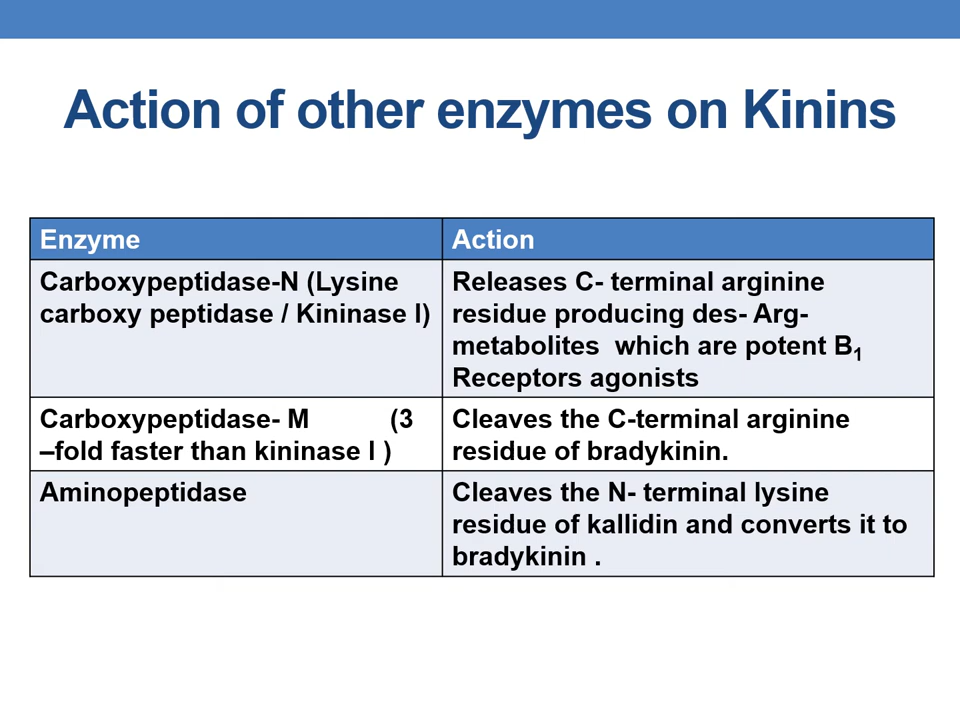 Action of other enzymes on Kinins
Enzyme
Action
Carboxypeptidase-N (Lysine
carboxy peptidase / Kininase I)
Releases C- terminal arginine
residue producing des- Arg-
metabolites which are potent B1
Receptors agonists
Carboxypeptidase- M (3
–fold faster than kininase I )
Cleaves the C-terminal arginine
residue of bradykinin.
Aminopeptidase
Cleaves the N- terminal lysine
residue of kallidin and converts it to
bradykinin .